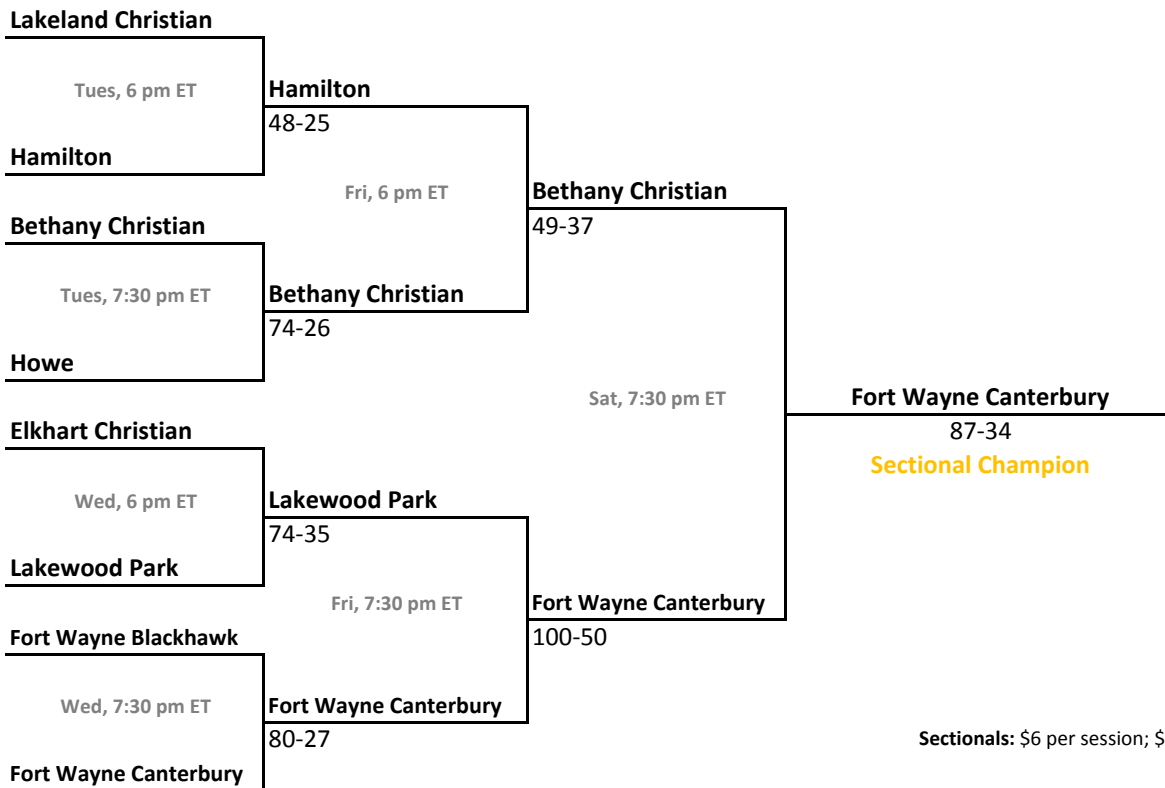 Lakeland Christian
Tues, 6 pm ET
Hamilton
48-25
Hamilton
Fri, 6 pm ET
Bethany Christian
49-37
Bethany Christian
Tues, 7:30 pm ET
Bethany Christian
74-26
Howe
Sat, 7:30 pm ET
Fort Wayne Canterbury
87-34
Sectional Champion
Elkhart Christian
Wed, 6 pm ET
Lakewood Park
74-35
Lakewood Park
Fri, 7:30 pm ET
Fort Wayne Canterbury
100-50
Fort Wayne Blackhawk
Wed, 7:30 pm ET
Fort Wayne Canterbury
80-27
Sectionals: $6 per session; $
Fort Wayne Canterbury